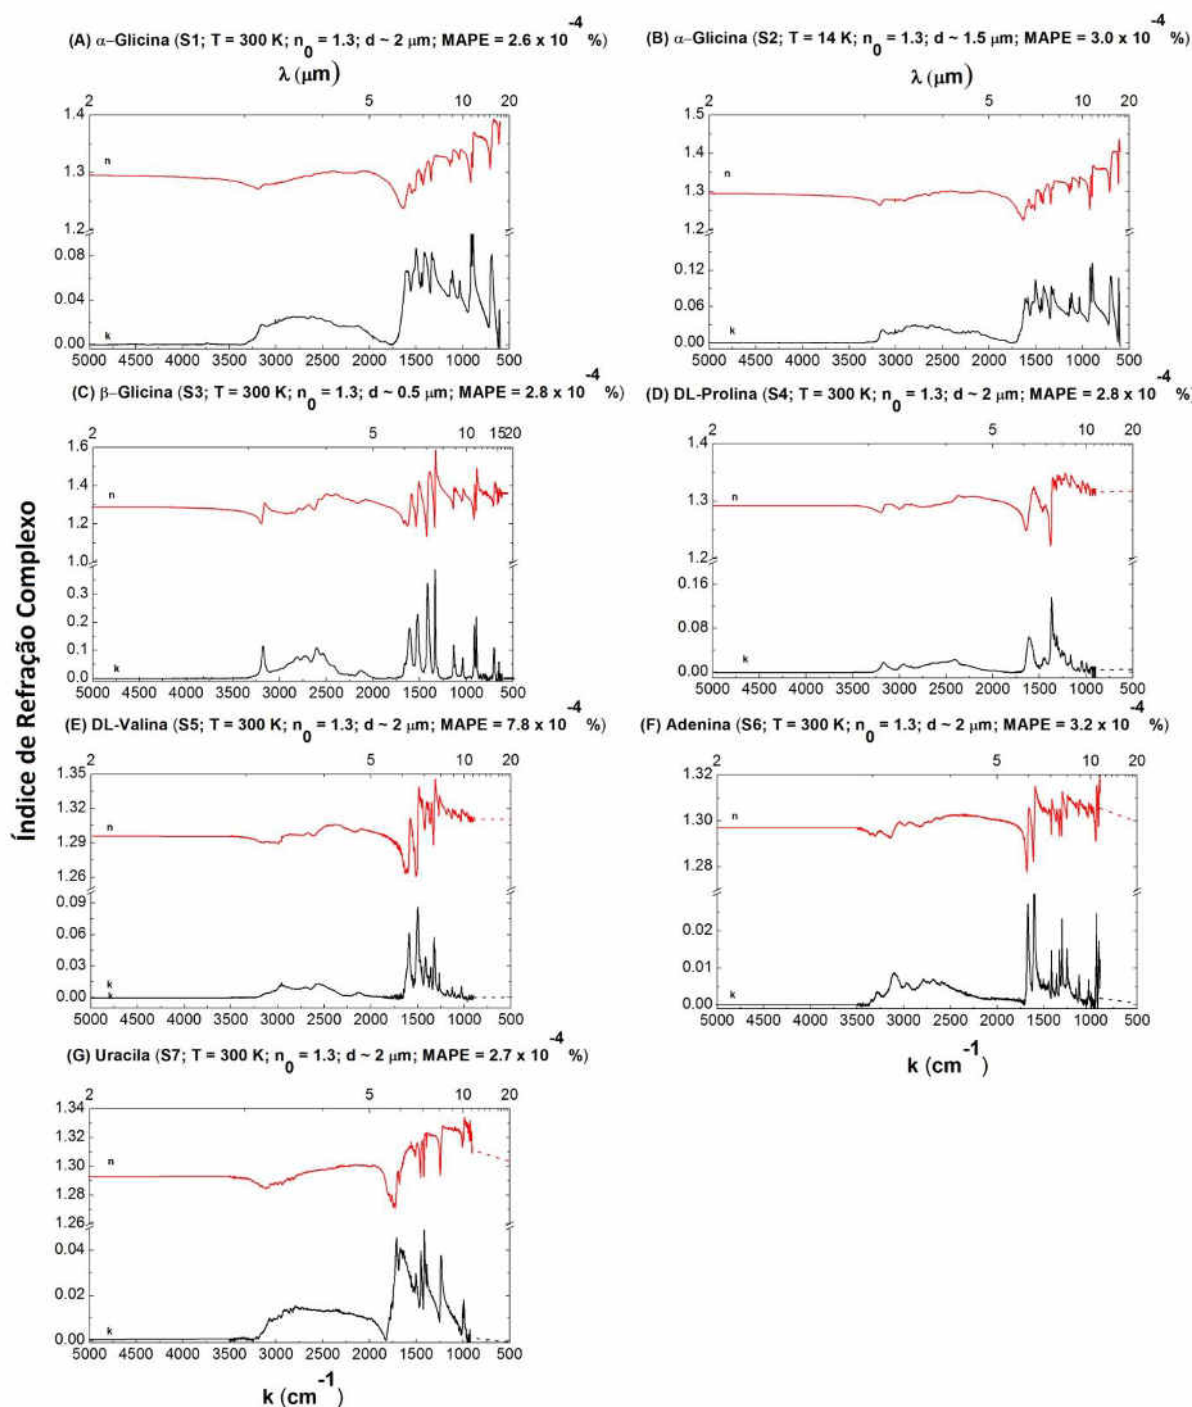 (A) α−Glicina (S1; T = 300 K; n₀ = 1.3; d ~ 2 μm; MAPE = 2.6 x 10⁻⁴ %)
λ (μm)
2 5 10 20
1.4
n
1.3
1.2
0.08
0.04
k
0.00
5000 4500 4000 3500 3000 2500 2000 1500 1000 500
(B) α−Glicina (S2; T = 14 K; n₀ = 1.3; d ~ 1.5 μm; MAPE = 3.0 x 10⁻⁴ %)
λ (μm)
2 5 10 20
1.5
1.4
n
1.3
1.2
0.12
0.06
k
0.00
5000 4500 4000 3500 3000 2500 2000 1500 1000 500
Índice de Refração Complexo
(C) β−Glicina (S3; T = 300 K; n₀ = 1.3; d ~ 0.5 μm; MAPE = 2.8 x 10⁻⁴ %)
2 5 10 15 20
1.6
1.4
n
1.2
1.0
0.3
0.2
0.1
k
0.0
5000 4500 4000 3500 3000 2500 2000 1500 1000 500
(D) DL-Prolina (S4; T = 300 K; n₀ = 1.3; d ~ 2 μm; MAPE = 2.8 x 10⁻⁴ %)
2 5 10 20
1.4
n
1.3
1.2
0.16
0.08
k
0.00
5000 4500 4000 3500 3000 2500 2000 1500 1000 500
(E) DL-Valina (S5; T = 300 K; n₀ = 1.3; d ~ 2 μm; MAPE = 7.8 x 10⁻⁴ %)
2 5 10 20
1.35
1.32
n
1.29
1.26
0.09
0.06
0.03
k
k
0.00
5000 4500 4000 3500 3000 2500 2000 1500 1000 500
(F) Adenina (S6; T = 300 K; n₀ = 1.3; d ~ 2 μm; MAPE = 3.2 x 10⁻⁴ %)
2 5 10 20
1.32
n
1.30
1.28
0.02
0.01
k
0.00
5000 4500 4000 3500 3000 2500 2000 1500 1000 500
k (cm⁻¹)
(G) Uracila (S7; T = 300 K; n₀ = 1.3; d ~ 2 μm; MAPE = 2.7 x 10⁻⁴ %)
2 5 10 20
1.34
1.32
n
1.30
1.28
1.26
0.04
0.02
k
0.00
5000 4500 4000 3500 3000 2500 2000 1500 1000 500
k (cm⁻¹)